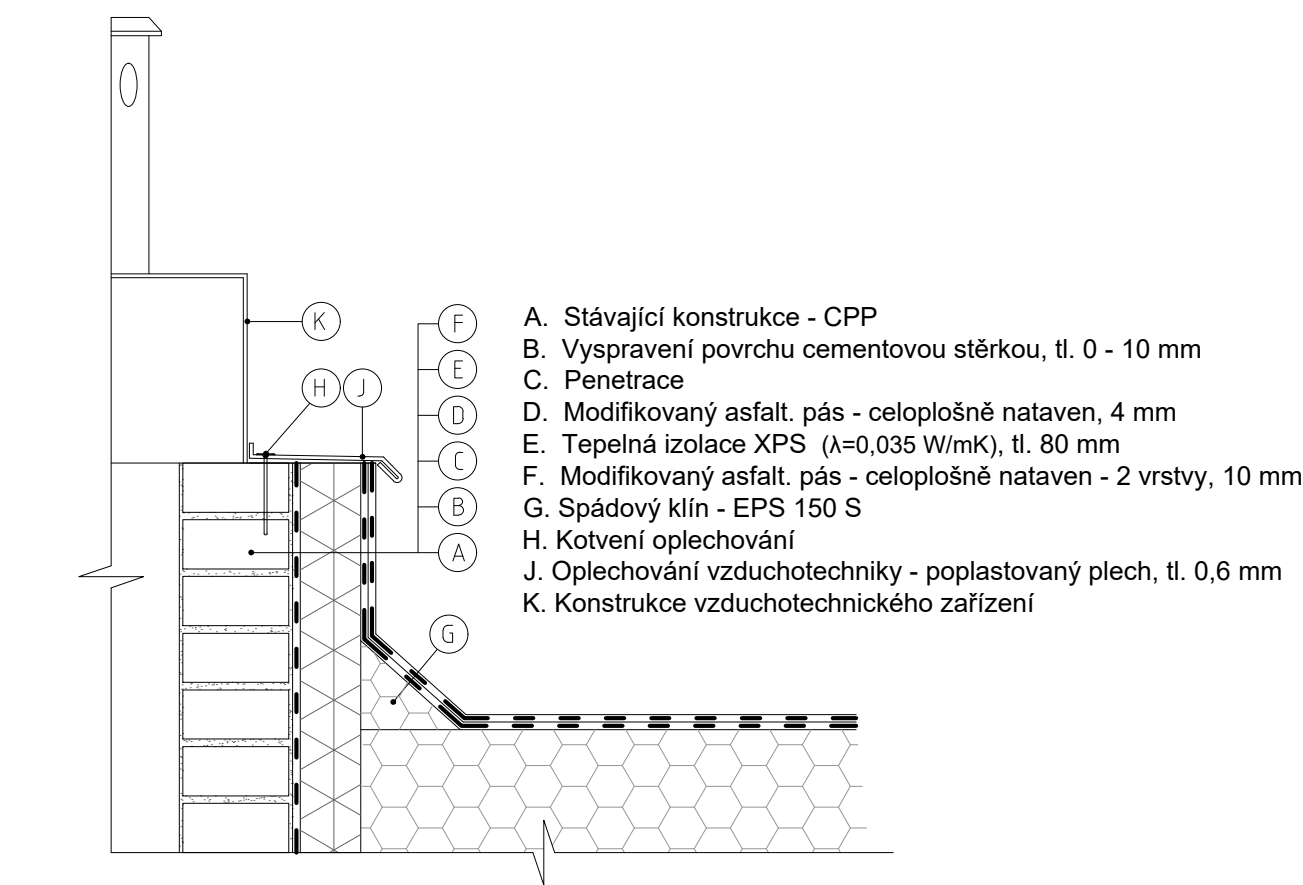 K
F
E
H
J
D
C
B
A
G
A. Stávající konstrukce - CPP
B. Vyspravení povrchu cementovou stěrkou, tl. 0 - 10 mm
C. Penetrace
D. Modifikovaný asfalt. pás - celoplošně nataven, 4 mm
E. Tepelná izolace XPS (λ=0,035 W/mK), tl. 80 mm
F. Modifikovaný asfalt. pás - celoplošně nataven - 2 vrstvy, 10 mm
G. Spádový klín - EPS 150 S
H. Kotvení oplechování
J. Oplechování vzduchotechniky - poplastovaný plech, tl. 0,6 mm
K. Konstrukce vzduchotechnického zařízení